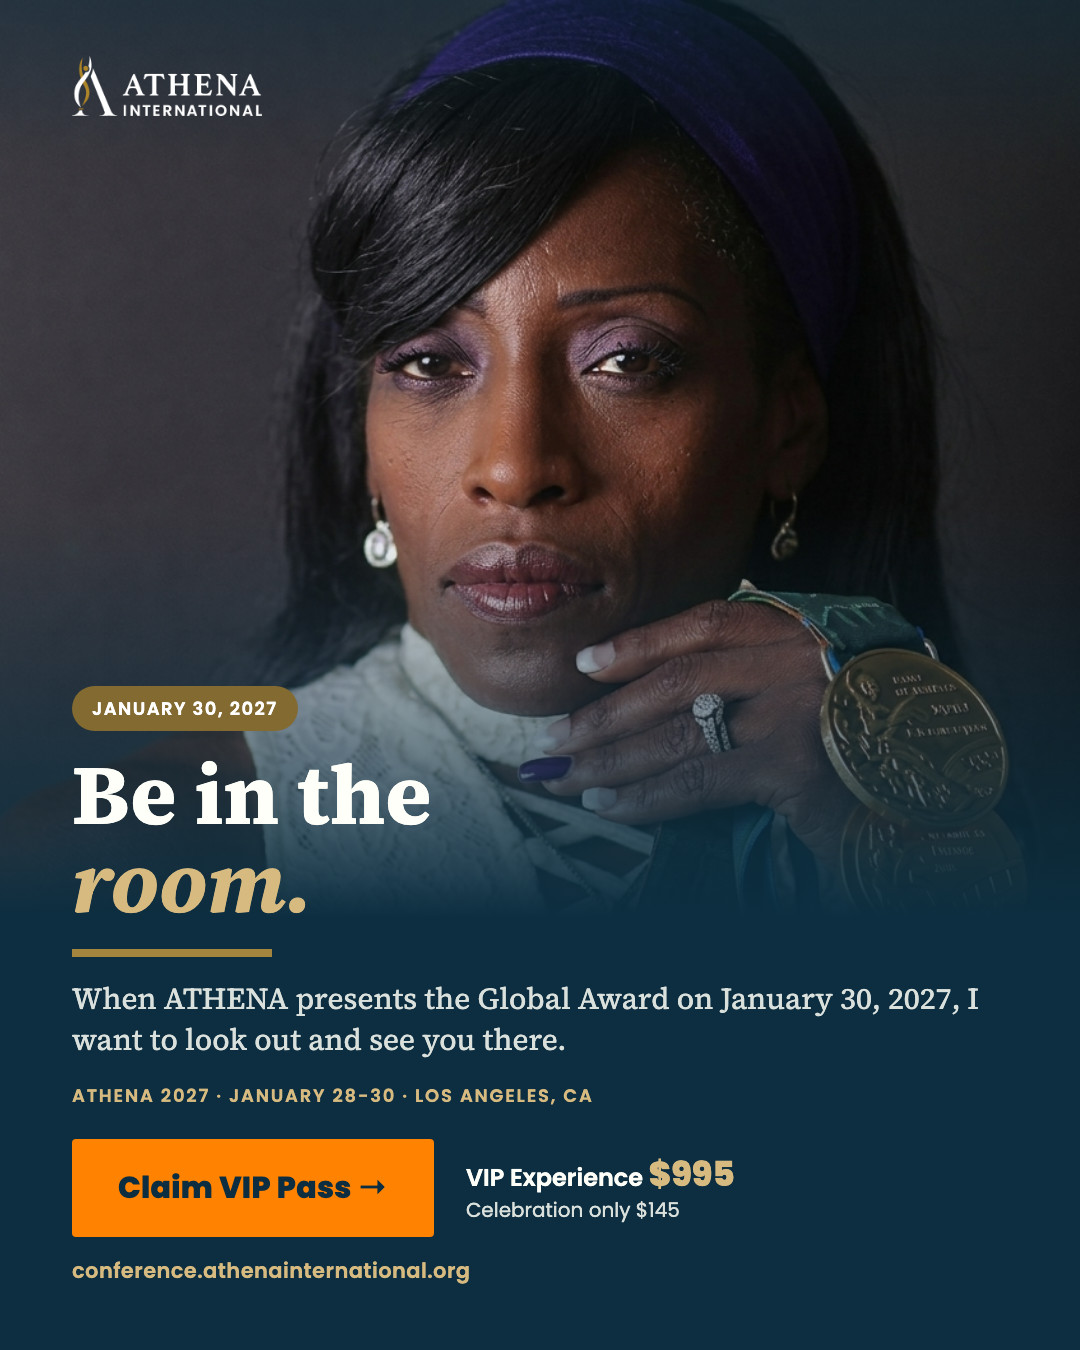 ATHENA
INTERNATIONAL
JANUARY 30, 2027
Be in the
room.
When ATHENA presents the Global Award on January 30, 2027, I
want to look out and see you there.
ATHENA 2027 · JANUARY 28–30 · LOS ANGELES, CA
Claim VIP Pass →
VIP Experience $995
Celebration only $145
conference.athenainternational.org